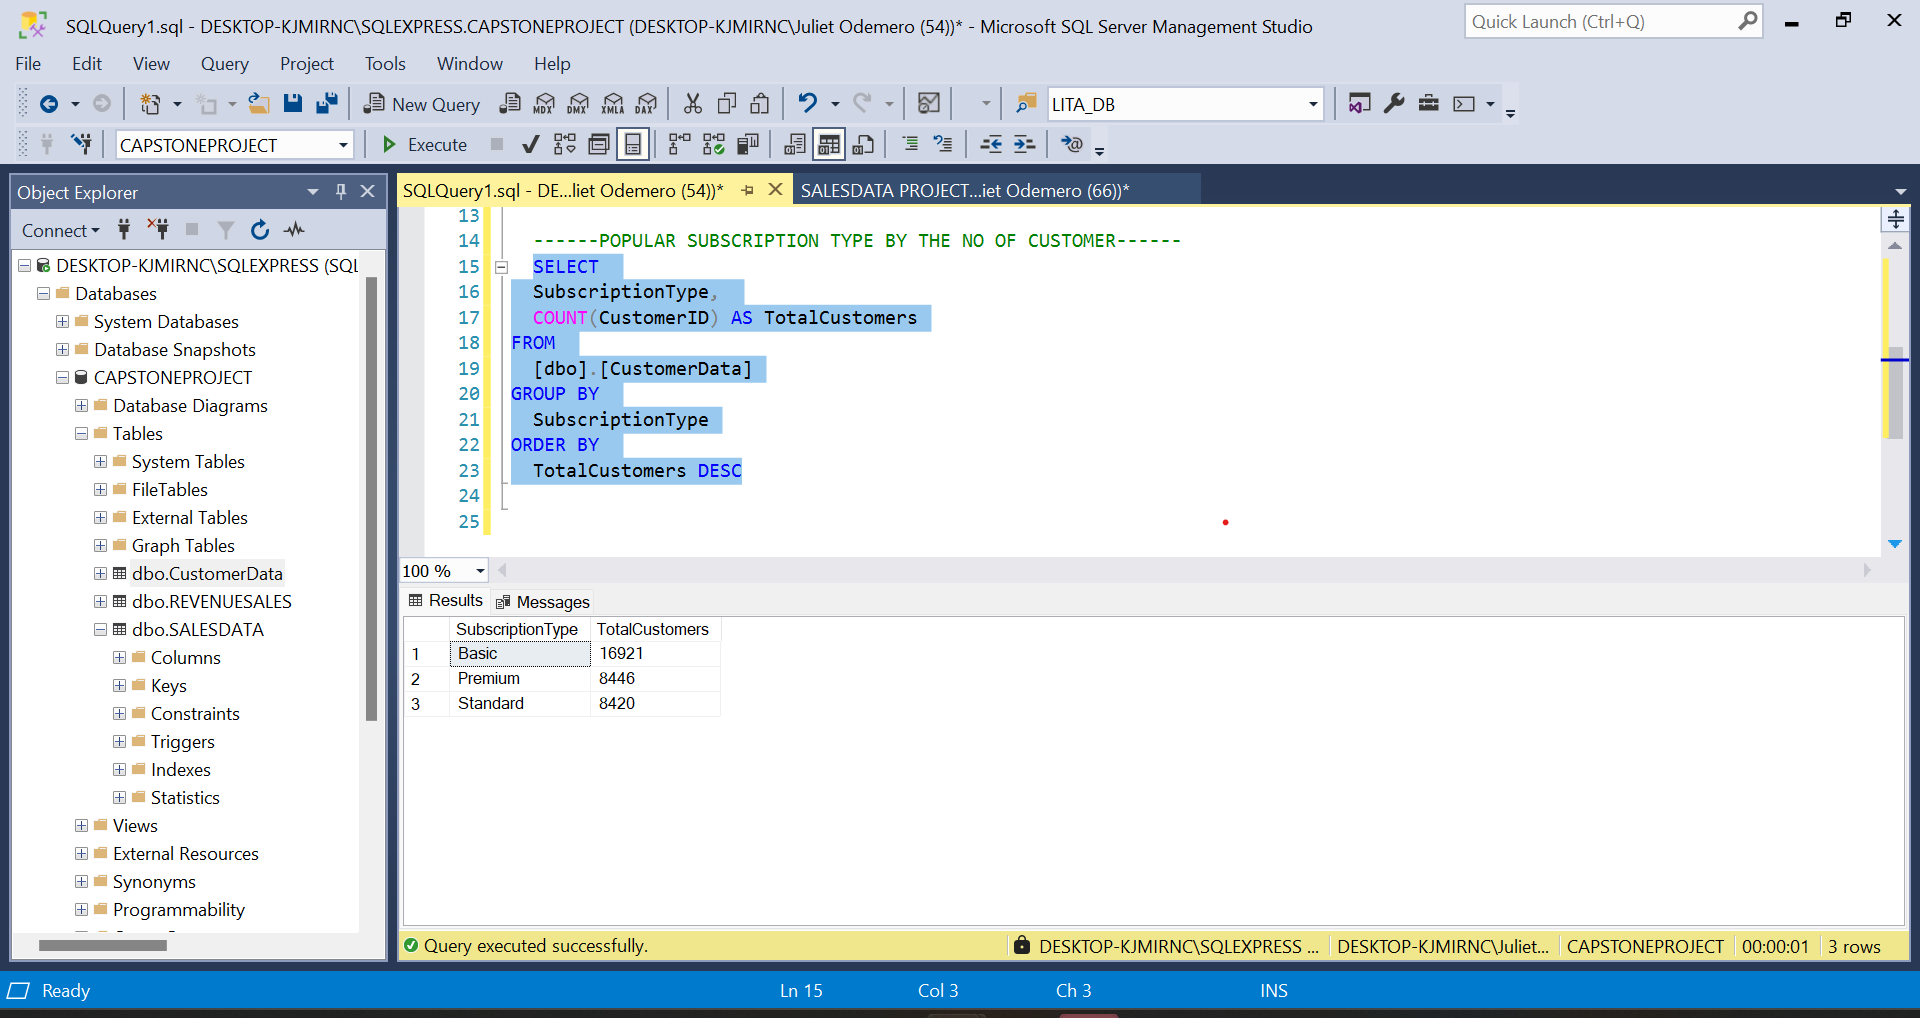 SQLQuery1.sql - DESKTOP-KJMIRNC\SQLEXPRESS.CAPSTONEPROJECT (DESKTOP-KJMIRNC\Juliet Odemero (54))* - Microsoft SQL Server Management Studio
Quick Launch (Ctrl+Q)
File Edit View Query Project Tools Window Help
New Query MDX DMX XMLA DAX LITA_DB
CAPSTONEPROJECT Execute
Object Explorer
Connect
DESKTOP-KJMIRNC\SQLEXPRESS (SQL
Databases
System Databases
Database Snapshots
CAPSTONEPROJECT
Database Diagrams
Tables
System Tables
FileTables
External Tables
Graph Tables
dbo.CustomerData
dbo.REVENUESALES
dbo.SALESDATA
Columns
Keys
Constraints
Triggers
Indexes
Statistics
Views
External Resources
Synonyms
Programmability
SQLQuery1.sql - DE...liet Odemero (54))* SALESDATA PROJECT...iet Odemero (66))*
13
14 ------POPULAR SUBSCRIPTION TYPE BY THE NO OF CUSTOMER------
15 SELECT
16 SubscriptionType,
17 COUNT(CustomerID) AS TotalCustomers
18 FROM
19 [dbo].[CustomerData]
20 GROUP BY
21 SubscriptionType
22 ORDER BY
23 TotalCustomers DESC
24
25
100 %
Results Messages
SubscriptionType TotalCustomers
1 Basic 16921
2 Premium 8446
3 Standard 8420
Query executed successfully. DESKTOP-KJMIRNC\SQLEXPRESS ... DESKTOP-KJMIRNC\Juliet... CAPSTONEPROJECT 00:00:01 3 rows
Ready Ln 15 Col 3 Ch 3 INS